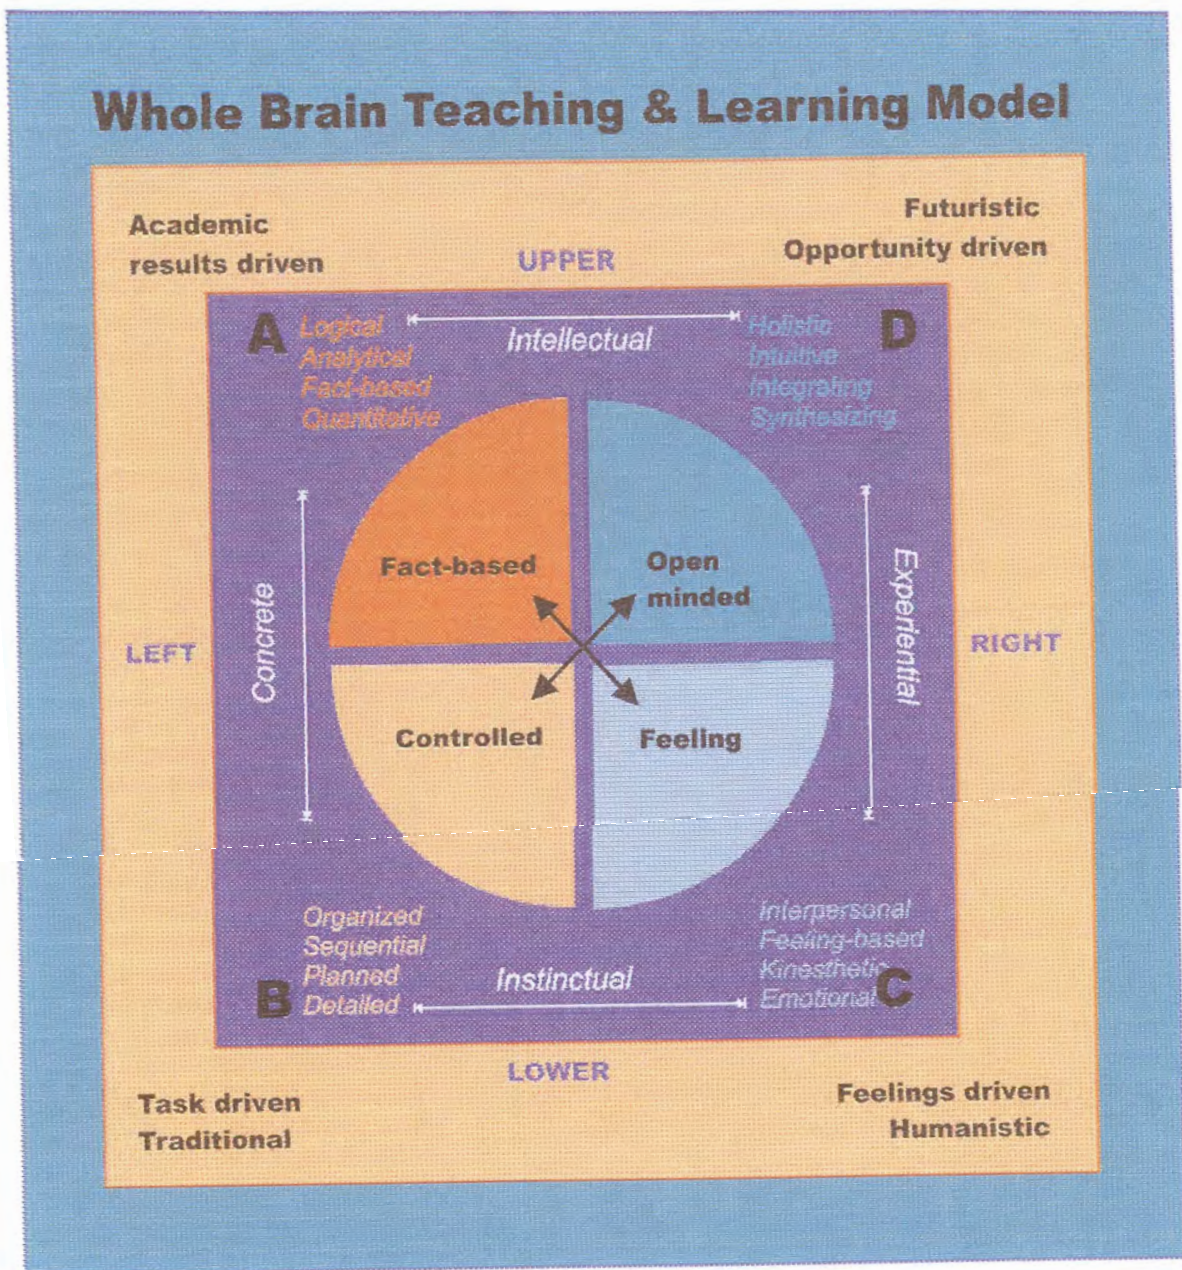 Whole Brain Teaching & Learning Model
Academic
results driven
UPPER
Futuristic
Opportunity driven
A
Logical
Analytical
Fact-based
Quantitative
Intellectual
Holistic
Intuitive
Integrating
Synthesizing
D
LEFT
Concrete
Fact-based
Open
minded
Controlled
Feeling
Experiential
RIGHT
B
Organized
Sequential
Planned
Detailed
Instinctual
Interpersonal
Feeling-based
Kinesthetic
Emotional
C
LOWER
Task driven
Traditional
Feelings driven
Humanistic